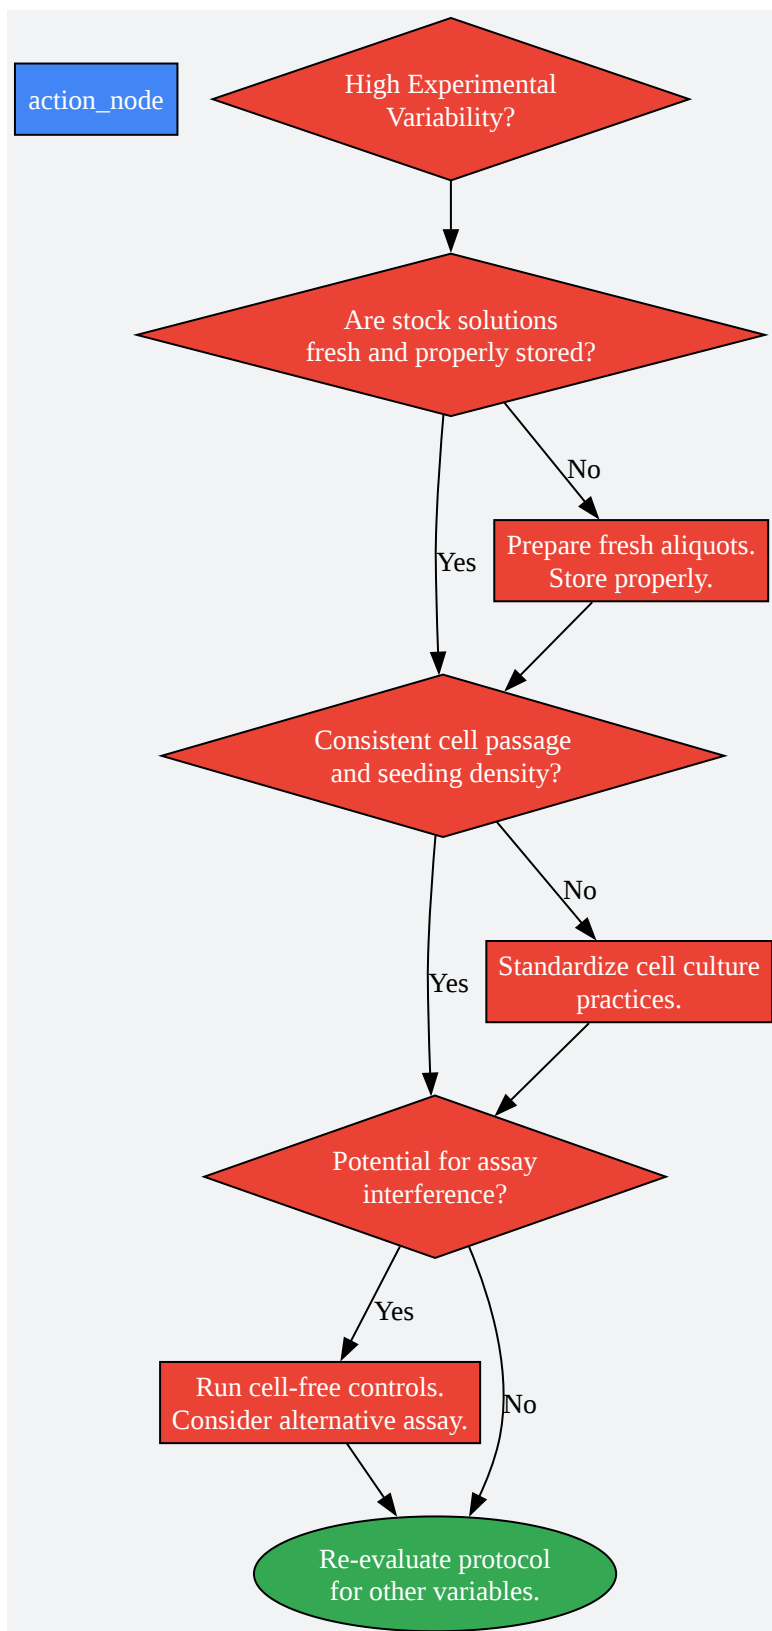 action_node
High Experimental
Variability?
Are stock solutions
fresh and properly stored?
No
Yes
Prepare fresh aliquots.
Store properly.
Consistent cell passage
and seeding density?
No
Yes
Standardize cell culture
practices.
Potential for assay
interference?
Yes
Run cell-free controls.
Consider alternative assay.
No
Re-evaluate protocol
for other variables.